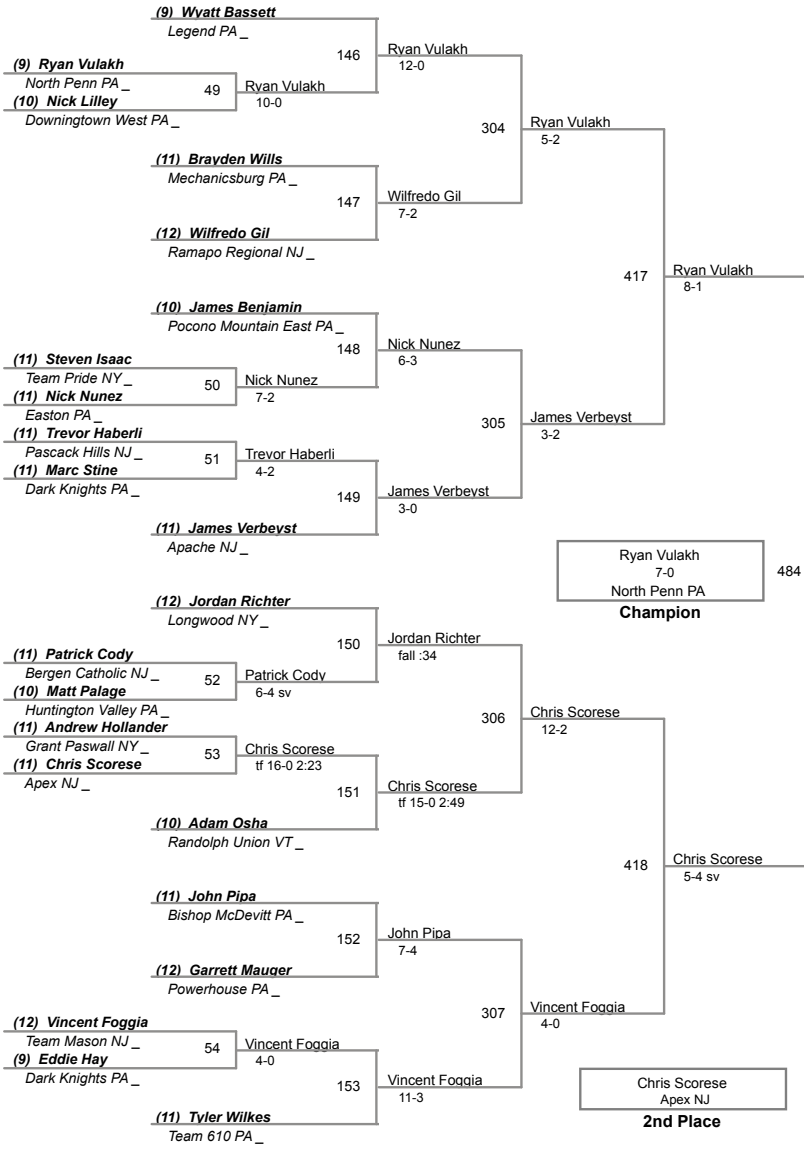 (9) Wyatt Bassett
Legend PA _
146
Ryan Vulakh
12-0
(9) Ryan Vulakh
North Penn PA _
49
Ryan Vulakh
10-0
(10) Nick Lilley
Downingtown West PA _
304
Ryan Vulakh
5-2
(11) Brayden Wills
Mechanicsburg PA _
147
Wilfredo Gil
7-2
(12) Wilfredo Gil
Ramapo Regional NJ _
417
Ryan Vulakh
8-1
(10) James Benjamin
Pocono Mountain East PA _
148
Nick Nunez
6-3
(11) Steven Isaac
Team Pride NY _
50
Nick Nunez
7-2
(11) Nick Nunez
Easton PA _
305
James Verbeyst
3-2
(11) Trevor Haberli
Pascack Hills NJ _
51
Trevor Haberli
4-2
(11) Marc Stine
Dark Knights PA _
149
James Verbeyst
3-0
(11) James Verbeyst
Apache NJ _
Ryan Vulakh
7-0
North Penn PA
484
Champion
(12) Jordan Richter
Longwood NY _
150
Jordan Richter
fall :34
(11) Patrick Cody
Bergen Catholic NJ _
52
Patrick Cody
6-4 sv
(10) Matt Palage
Huntington Valley PA _
306
Chris Scorese
12-2
(11) Andrew Hollander
Grant Paswall NY _
53
Chris Scorese
tf 16-0 2:23
(11) Chris Scorese
Apex NJ _
151
Chris Scorese
tf 15-0 2:49
(10) Adam Osha
Randolph Union VT _
418
Chris Scorese
5-4 sv
(11) John Pipa
Bishop McDevitt PA _
152
John Pipa
7-4
(12) Garrett Mauger
Powerhouse PA _
307
Vincent Foggia
4-0
(12) Vincent Foggia
Team Mason NJ _
54
Vincent Foggia
4-0
(9) Eddie Hay
Dark Knights PA _
153
Vincent Foggia
11-3
(11) Tyler Wilkes
Team 610 PA _
Chris Scorese
Apex NJ
2nd Place